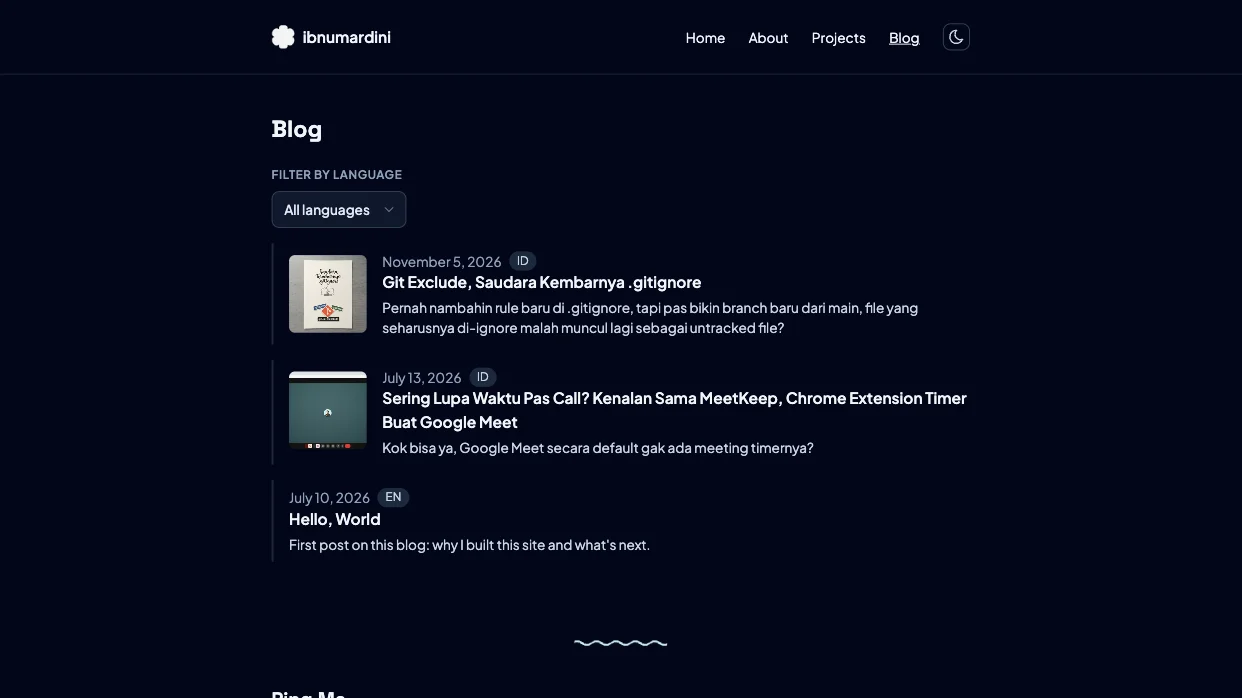 ibnumardini
Home
About
Projects
Blog
Blog
FILTER BY LANGUAGE
All languages
November 5, 2026 ID
Git Exclude, Saudara Kembarnya .gitignore
Pernah nambahin rule baru di .gitignore, tapi pas bikin branch baru dari main, file yang
seharusnya di-ignore malah muncul lagi sebagai untracked file?
July 13, 2026 ID
Sering Lupa Waktu Pas Call? Kenalan Sama MeetKeep, Chrome Extension Timer
Buat Google Meet
Kok bisa ya, Google Meet secara default gak ada meeting timernya?
July 10, 2026 EN
Hello, World
First post on this blog: why I built this site and what's next.